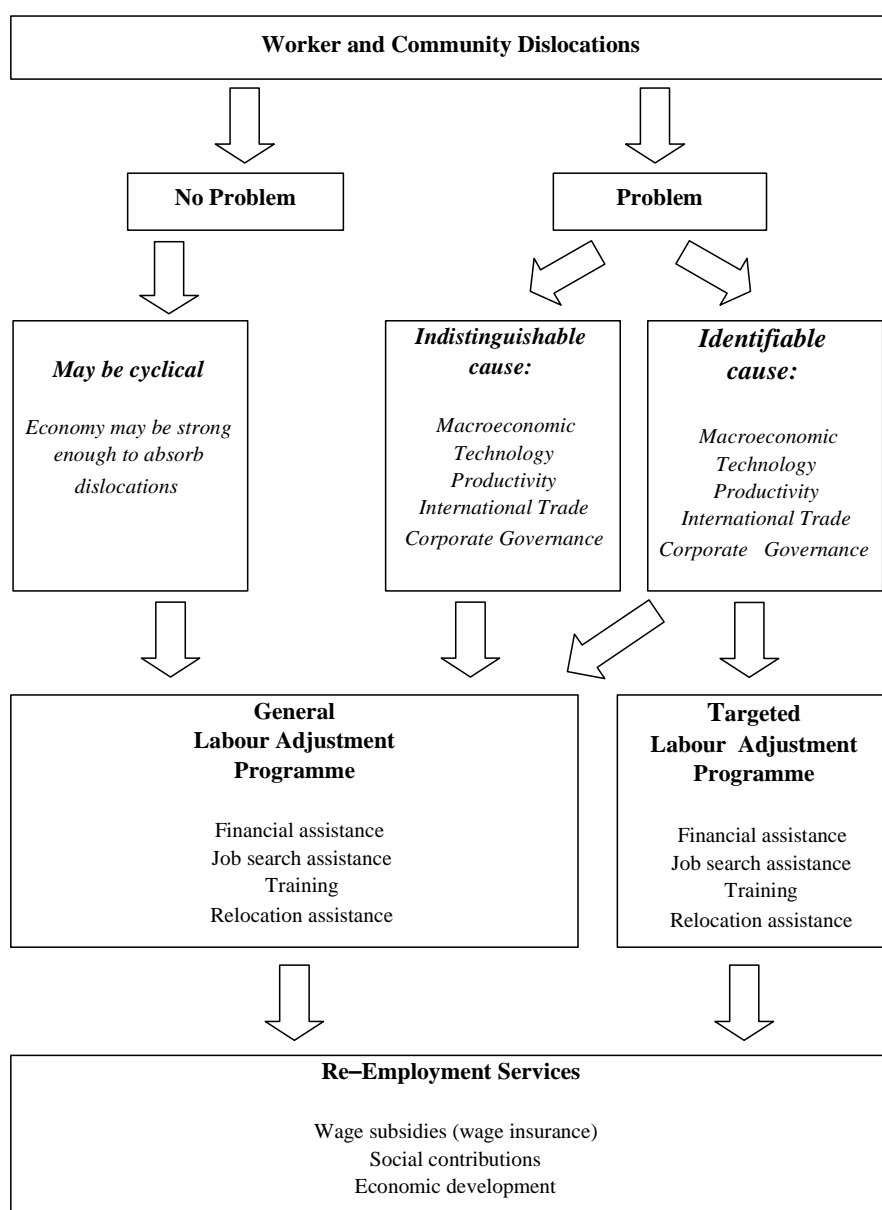 Worker and Community Dislocations
No Problem
Problem
May be cyclical
Economy may be strong
enough to absorb
dislocations
Indistinguishable
cause:
Macroeconomic
Technology
Productivity
International Trade
Corporate Governance
Identifiable
cause:
Macroeconomic
Technology
Productivity
International Trade
Corporate Governance
General
Labour Adjustment
Programme
Financial assistance
Job search assistance
Training
Relocation assistance
Targeted
Labour Adjustment
Programme
Financial assistance
Job search assistance
Training
Relocation assistance
Re–Employment Services
Wage subsidies (wage insurance)
Social contributions
Economic development